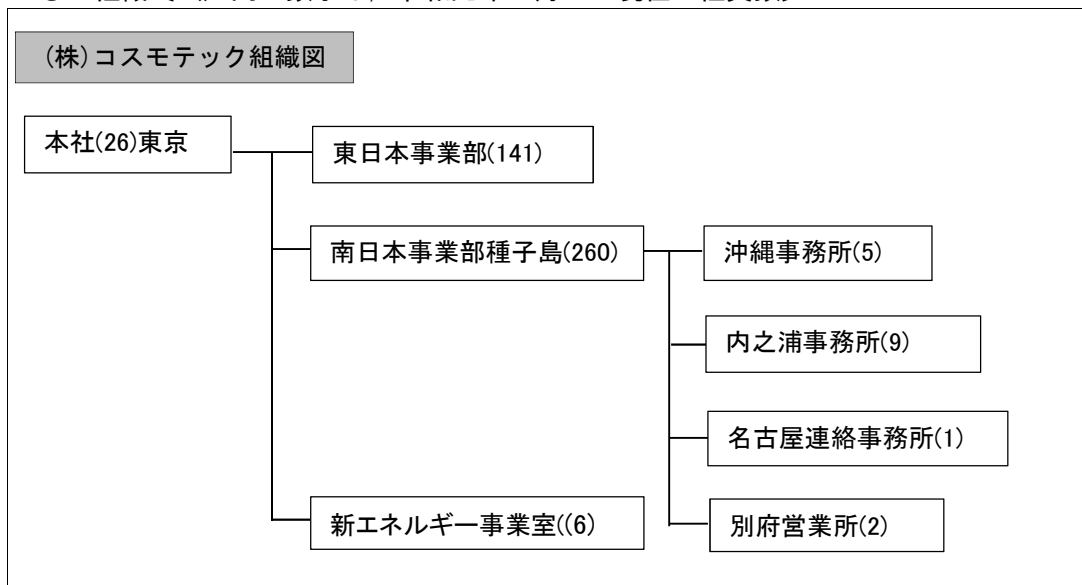 (株)コスモテック組織図
本社(26)東京
東日本事業部(141)
南日本事業部種子島(260)
沖縄事務所(5)
内之浦事務所(9)
名古屋連絡事務所(1)
新エネルギー事業室((6)
別府営業所(2)